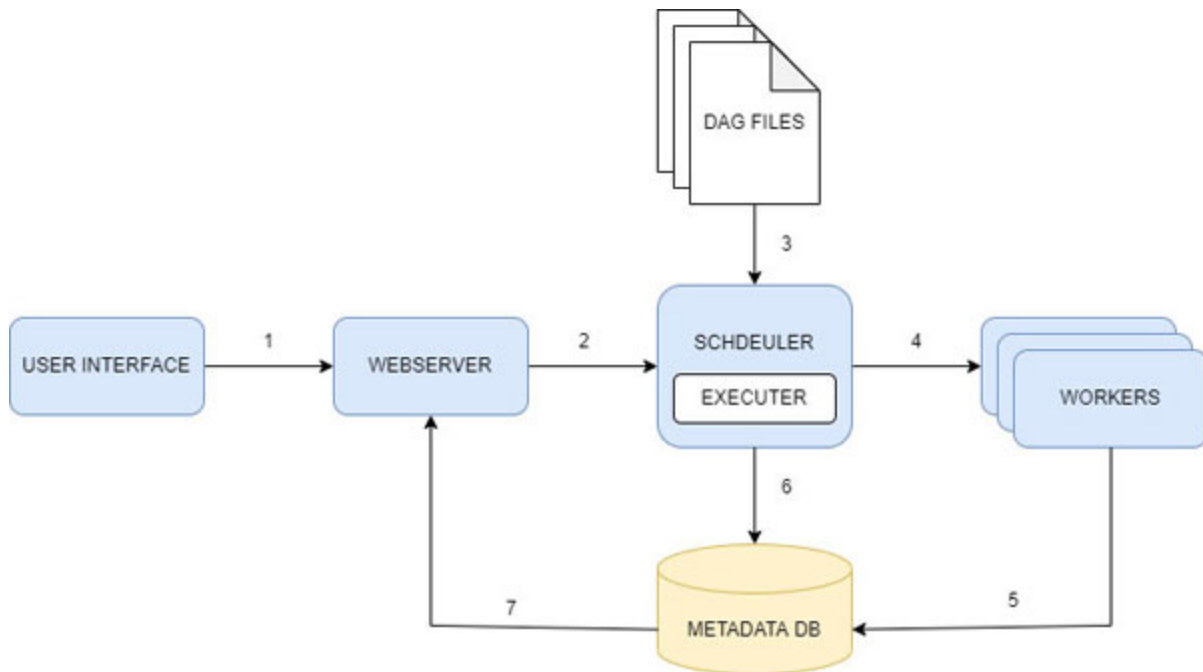 DAG FILES
3
USER INTERFACE
1
WEBSERVER
2
SCHDEULER
EXECUTER
4
WORKERS
6
7
METADATA DB
5